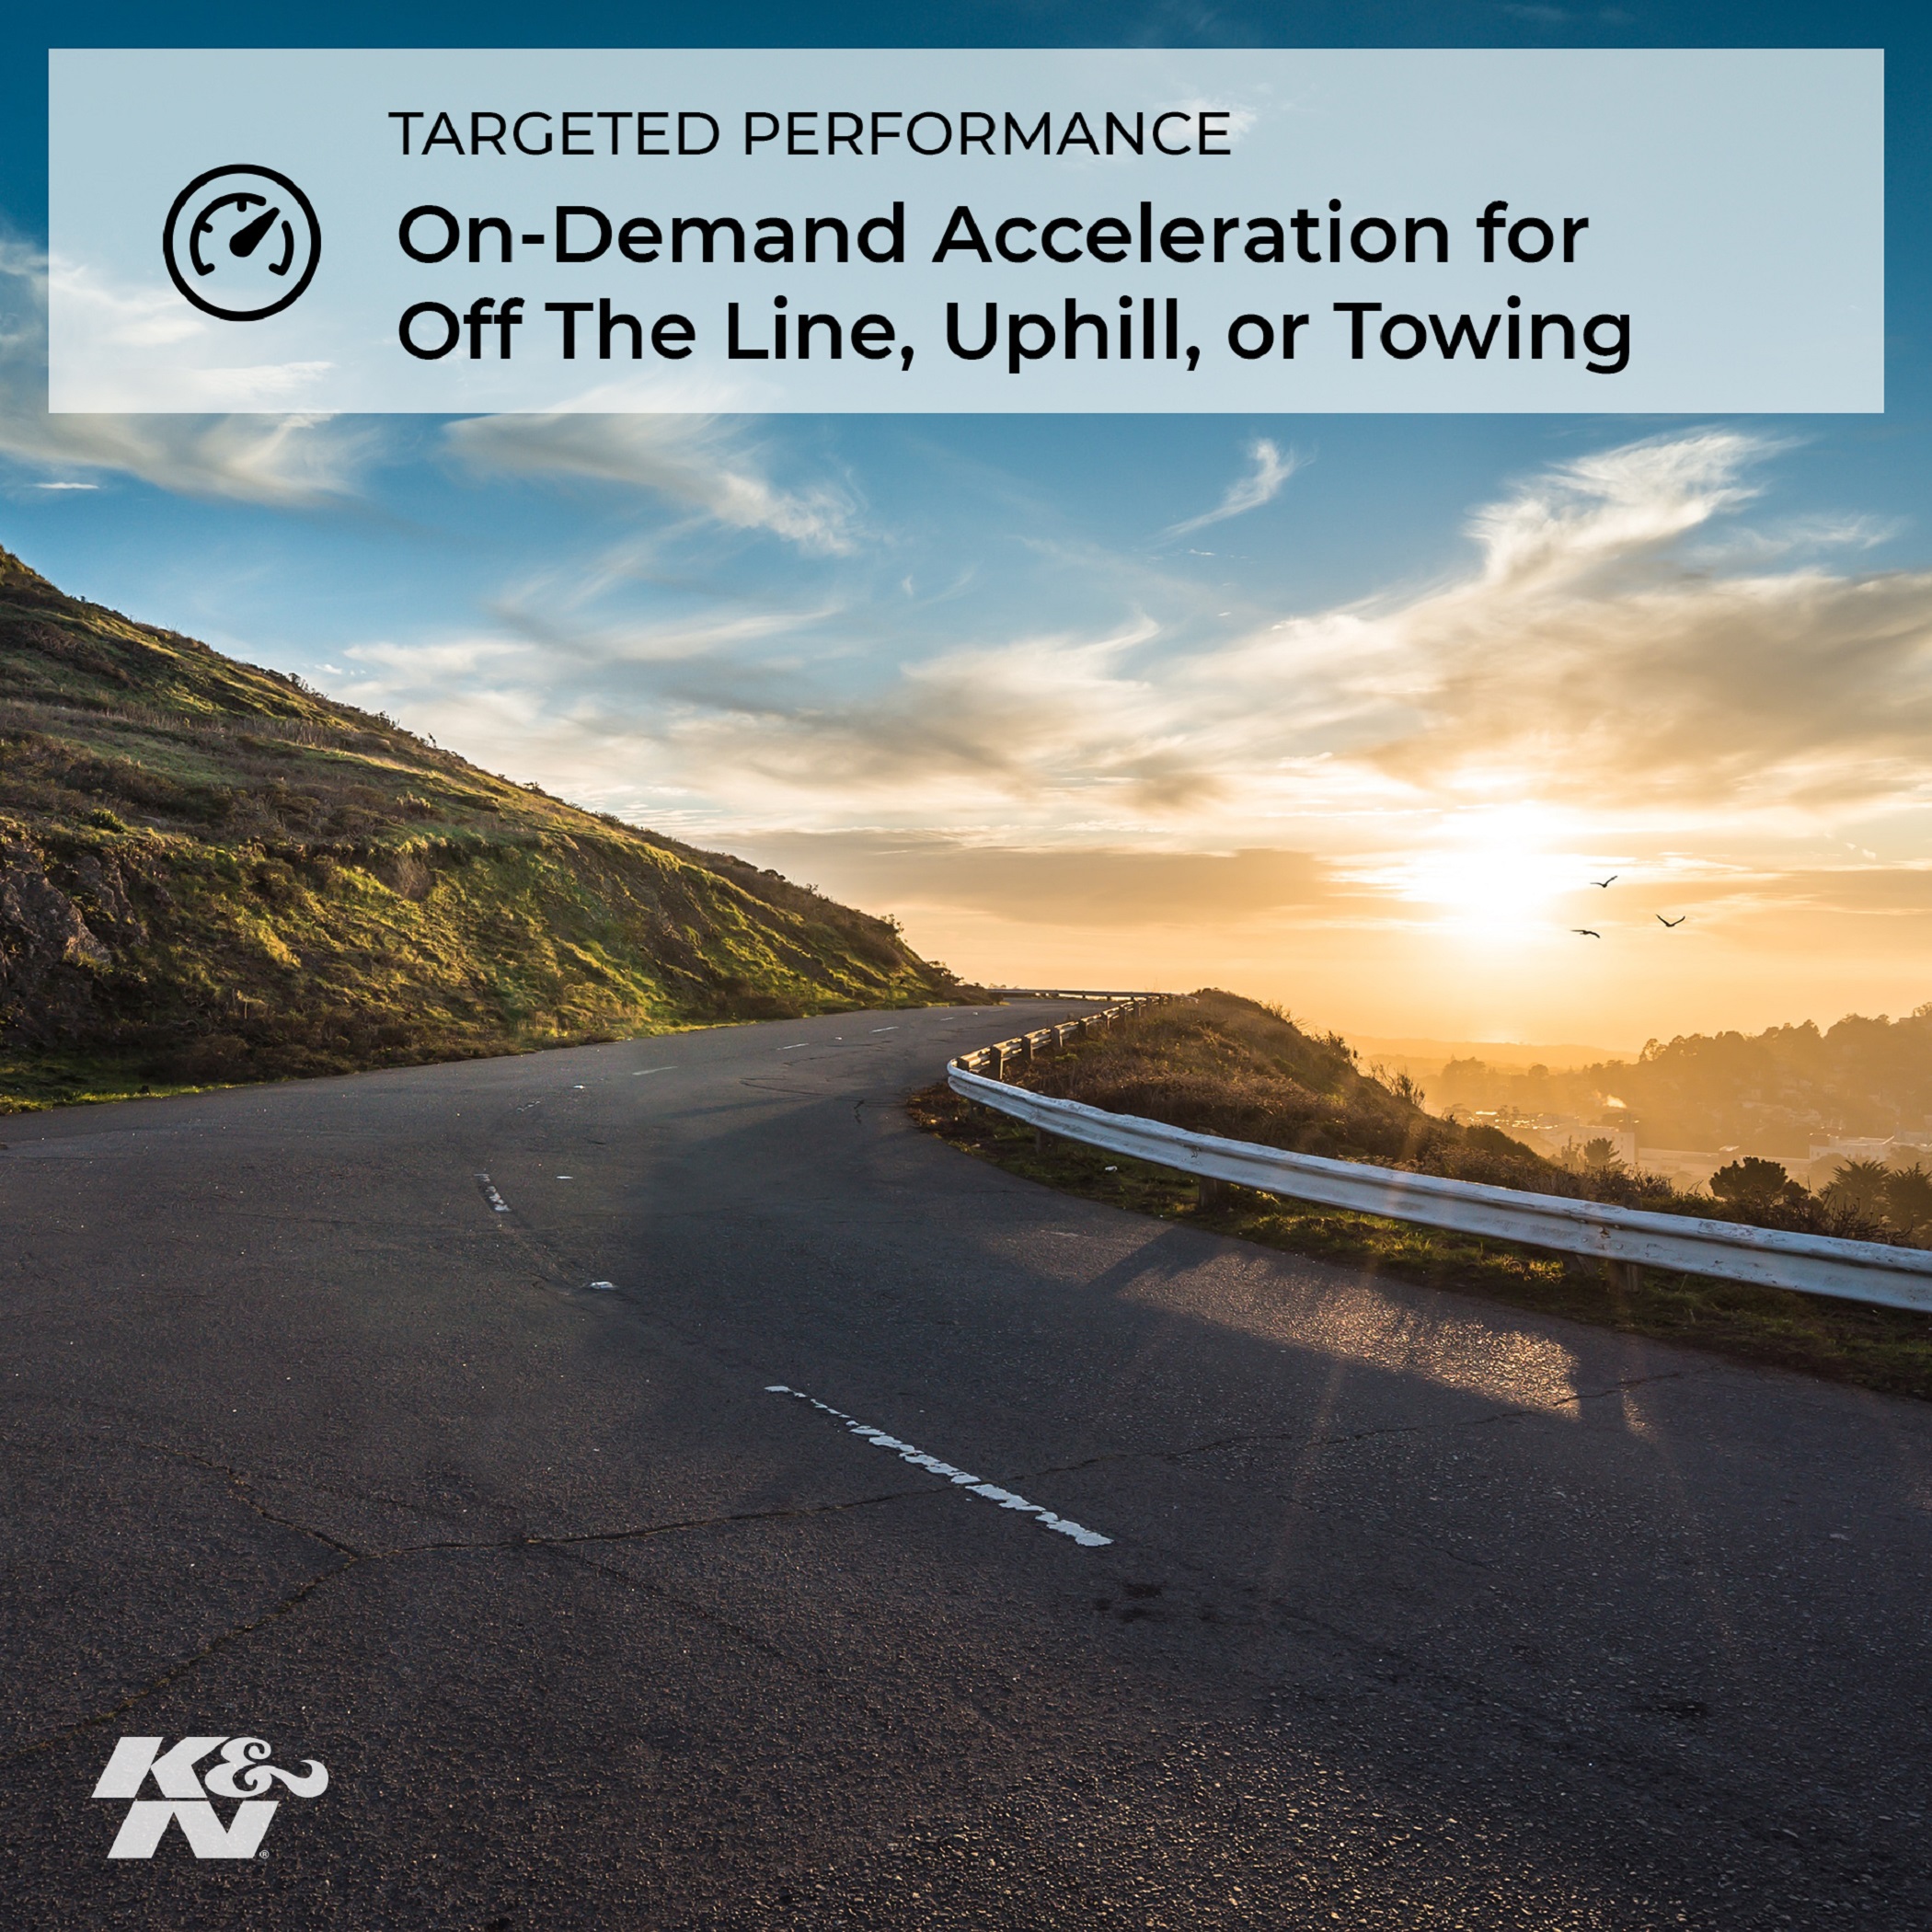 TARGETED PERFORMANCE
On-Demand Acceleration for
Off The Line, Uphill, or Towing
K&
N®